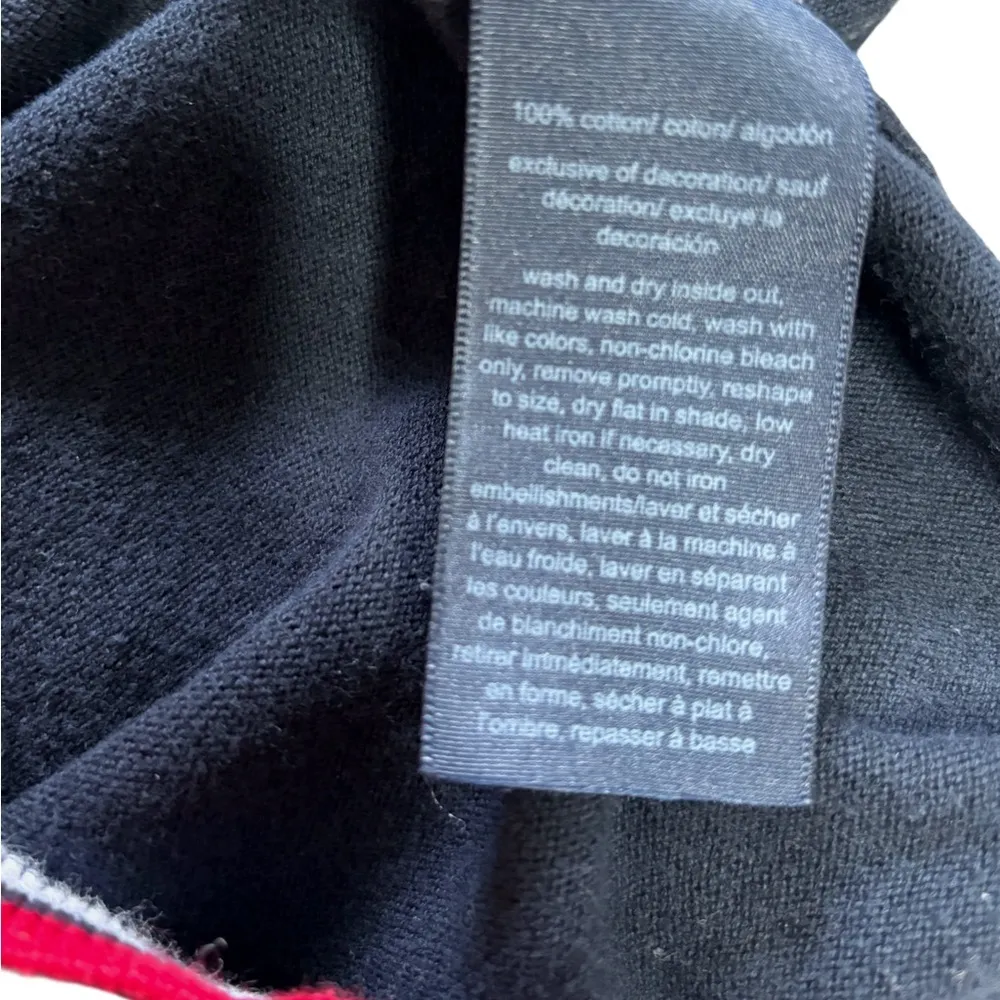 100% cotton/ coton/ algodón
exclusive of decoration/ sauf
décoration/ excluye la
decoración
wash and dry inside out,
machine wash cold, wash with
like colors, non-chlorine bleach
only, remove promptly, reshape
to size, dry flat in shade, low
heat iron if necessary, dry
clean, do not iron
embellishments/laver et sécher
à l'envers, laver à la machine à
l'eau froide, laver en séparant
les couleurs, seulement agent
de blanchiment non-chlore,
retirer immédiatement, remettre
en forme, sécher à plat à
l'ombre, repasser à basse